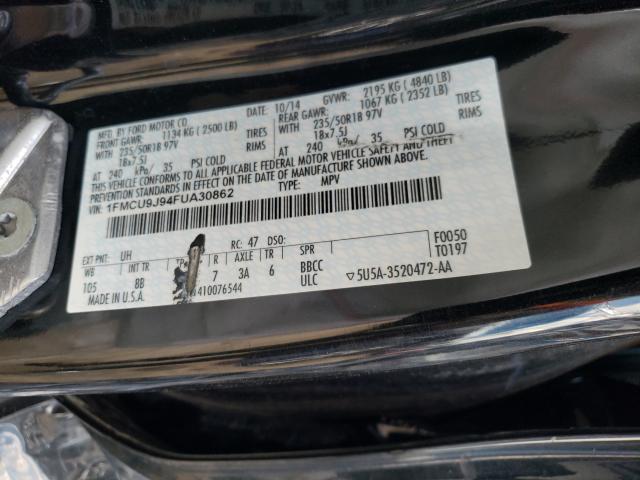 MFD. BY FORD MOTOR CO. 10/14 GVWR: 2195 KG ( 4840 LB)
FRONT GAWR: 1134 KG ( 2500 LB) REAR GAWR: 1067 KG ( 2352 LB)
WITH 235/50R18 97V TIRES WITH 235/50R18 97V TIRES
18x7.5J RIMS 18x7.5J RIMS
AT 240 kPa/ 35 PSI COLD AT 240 kPa/ 35 PSI COLD
THIS VEHICLE CONFORMS TO ALL APPLICABLE FEDERAL MOTOR VEHICLE SAFETY AND THEFT
PREVENTION STANDARDS IN EFFECT ON THE DATE OF MANUFACTURE SHOWN ABOVE.
VIN: 1FMCU9J94FUA30862 TYPE: MPV
F0050
T0197
EXT PNT: UH RC: 47 DSO:
WB INT TR R AXLE TR SPR
105 8B 7 3A 6 BBCC
MADE IN U.S.A. 410076544 ULC ▽5U5A-3520472-AA